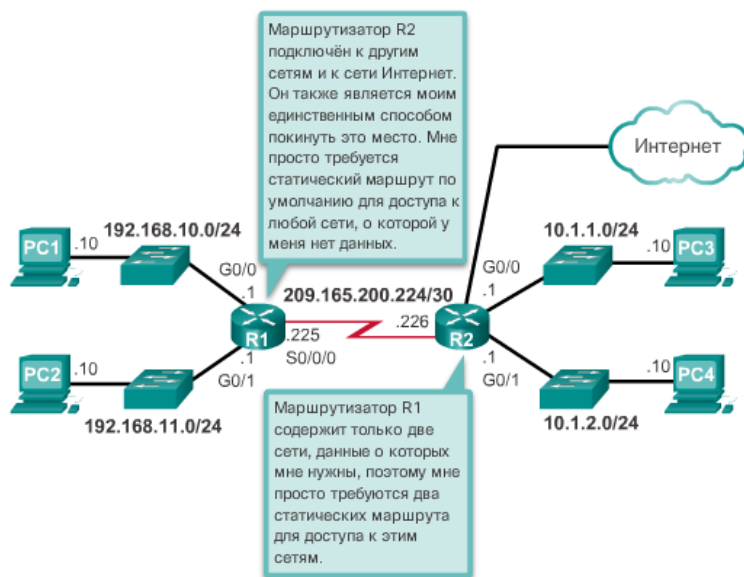 Маршрутизатор R2
подключён к другим
сетям и к сети Интернет.
Он также является моим
единственным способом
покинуть это место. Мне
просто требуется
статический маршрут по
умолчанию для доступа к
любой сети, о которой у
меня нет данных.
Интернет
192.168.10.0/24
10.1.1.0/24
PC1
.10
.10
PC3
G0/0
G0/0
.1
.1
209.165.200.224/30
R1
.225
.226
R2
S0/0/0
.1
.1
PC2
.10
G0/1
G0/1
.10
PC4
192.168.11.0/24
10.1.2.0/24
Маршрутизатор R1
содержит только две
сети, данные о которых
мне нужны, поэтому мне
просто требуются два
статических маршрута
для доступа к этим
сетям.